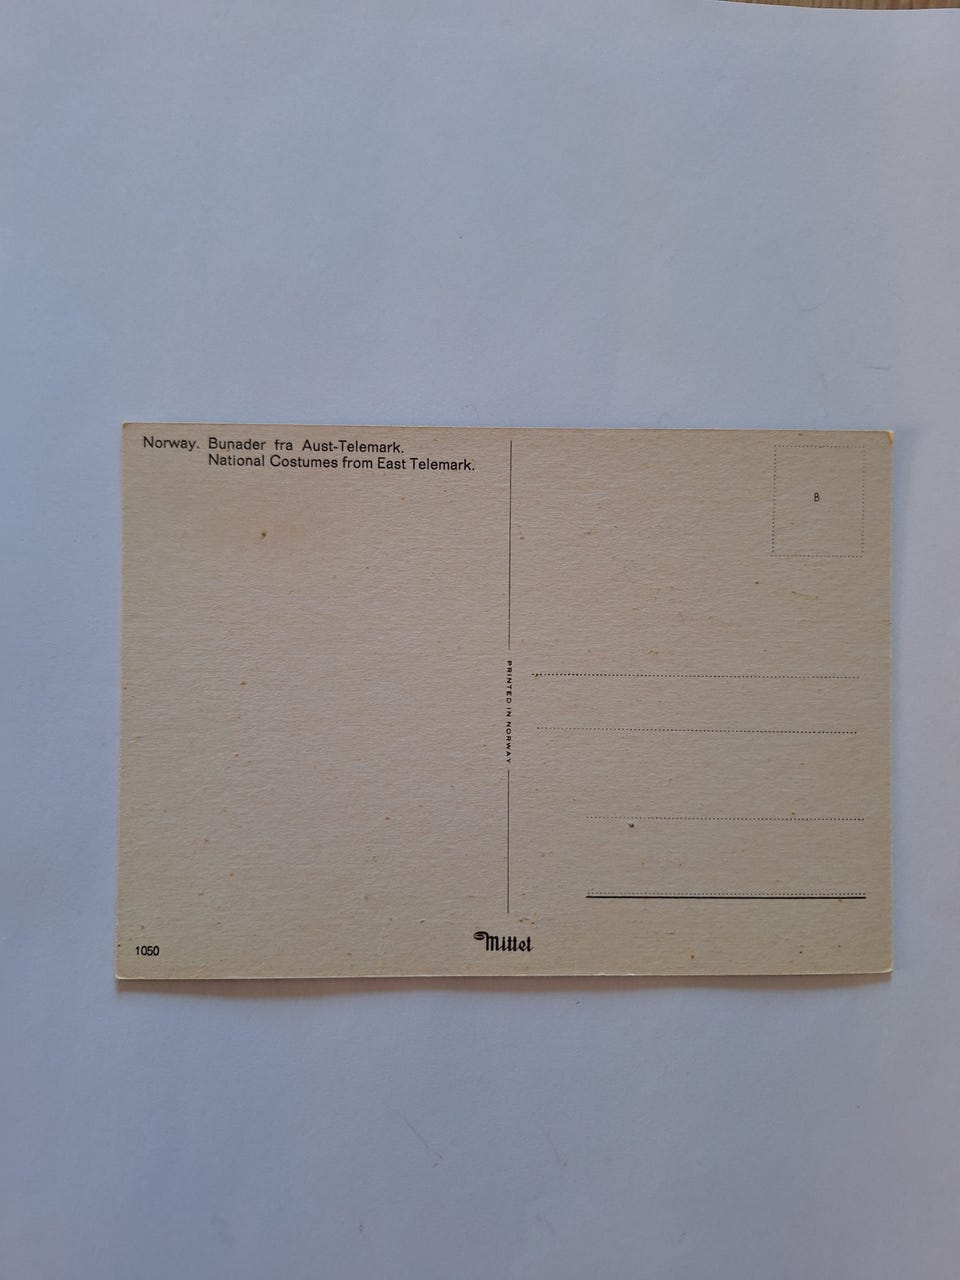 Norway. Bunader fra Aust-Telemark.
National Costumes from East Telemark.
B
PRINTED IN NORWAY
1050
Mittet